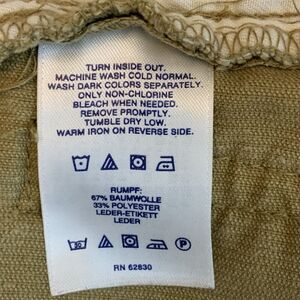 TURN INSIDE OUT.
MACHINE WASH COLD NORMAL.
WASH DARK COLORS SEPARATELY.
ONLY NON-CHLORINE
BLEACH WHEN NEEDED.
REMOVE PROMPTLY.
TUMBLE DRY LOW.
WARM IRON ON REVERSE SIDE.
RUMPF:
67% BAUMWOLLE
33% POLYESTER
LEDER-ETIKETT
LEDER
P
RN 62830